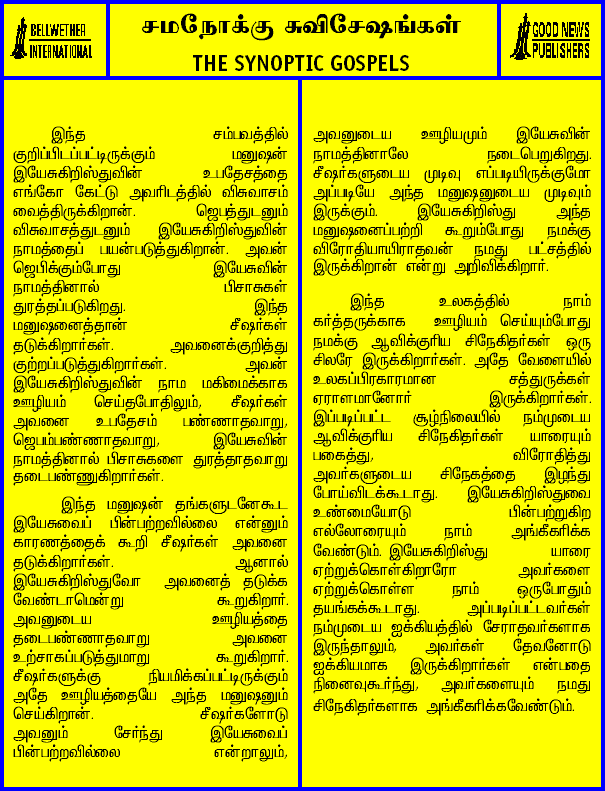 BELLWETHER
INTERNATIONAL
சமநோக்கு சுவிசேஷங்கள்
THE SYNOPTIC GOSPELS
GOOD NEWS
PUBLISHERS
இந்த சம்பவத்தில்
குறிப்பிடப்பட்டிருக்கும் மனுஷன்
இயேசுகிறிஸ்துவின் உபதேசத்தை
எங்கோ கேட்டு அவரிடத்தில் விசுவாசம்
வைத்திருக்கிறான். ஜெபத்துடனும்
விசுவாசத்துடனும் இயேசுகிறிஸ்துவின்
நாமத்தைப் பயன்படுத்துகிறான். அவன்
ஜெபிக்கும்போது இயேசுவின்
நாமத்தினால் பிசாசுகள்
துரத்தப்படுகிறது. இந்த
மனுஷனைத்தான் சீஷர்கள்
தடுக்கிறார்கள். அவனைக்குறித்து
குற்றப்படுத்துகிறார்கள். அவன்
இயேசுகிறிஸ்துவின் நாம மகிமைக்காக
ஊழியம் செய்தபோதிலும், சீஷர்கள்
அவனை உபதேசம் பண்ணாதவாறு,
ஜெபம்பண்ணாதவாறு, இயேசுவின்
நாமத்தினால் பிசாசுகளை துரத்தாதவாறு
தடைபண்ணுகிறார்கள்.
இந்த மனுஷன் தங்களுடனேகூட
இயேசுவைப் பின்பற்றவில்லை என்னும்
காரணத்தைக் கூறி சீஷர்கள் அவனை
தடுக்கிறார்கள். ஆனால்
இயேசுகிறிஸ்துவோ அவனைத் தடுக்க
வேண்டாமென்று கூறுகிறார்.
அவனுடைய ஊழியத்தை
தடைபண்ணாதவாறு அவனை
உற்சாகப்படுத்துமாறு கூறுகிறார்.
சீஷர்களுக்கு நியமிக்கப்பட்டிருக்கும்
அதே ஊழியத்தையே அந்த மனுஷனும்
செய்கிறான். சீஷர்களோடு
அவனும் சேர்ந்து இயேசுவைப்
பின்பற்றவில்லை என்றாலும்,
அவனுடைய ஊழியமும் இயேசுவின்
நாமத்தினாலே நடைபெறுகிறது.
சீஷர்களுடைய முடிவு எப்படியிருக்குமோ
அப்படியே அந்த மனுஷனுடைய முடிவும்
இருக்கும். இயேசுகிறிஸ்து அந்த
மனுஷனைப்பற்றி கூறும்போது நமக்கு
விரோதியாயிராதவன் நமது பட்சத்தில்
இருக்கிறான் என்று அறிவிக்கிறார்.
இந்த உலகத்தில் நாம்
கர்த்தருக்காக ஊழியம் செய்யும்போது
நமக்கு ஆவிக்குரிய சிநேகிதர்கள் ஒரு
சிலரே இருக்கிறார்கள். அதே வேளையில்
உலகப்பிரகாரமான சத்துருக்கள்
ஏராளமானோர் இருக்கிறார்கள்.
இப்படிப்பட்ட சூழ்நிலையில் நம்முடைய
ஆவிக்குரிய சிநேகிதர்கள் யாரையும்
பகைத்து, விரோதித்து
அவர்களுடைய சிநேகத்தை இழந்து
போய்விடக்கூடாது. இயேசுகிறிஸ்துவை
உண்மையோடு பின்பற்றுகிற
எல்லோரையும் நாம் அங்கீகரிக்க
வேண்டும். இயேசுகிறிஸ்து யாரை
ஏற்றுக்கொள்கிறாரோ அவர்களை
ஏற்றுக்கொள்ள நாம் ஒருபோதும்
தயங்கக்கூடாது. அப்படிப்பட்டவர்கள்
நம்முடைய ஐக்கியத்தில் சேராதவர்களாக
இருந்தாலும், அவர்கள் தேவனோடு
ஐக்கியமாக இருக்கிறார்கள் என்பதை
நினைவுகூர்ந்து, அவர்களையும் நமது
சிநேகிதர்களாக அங்கீகரிக்கவேண்டும்.